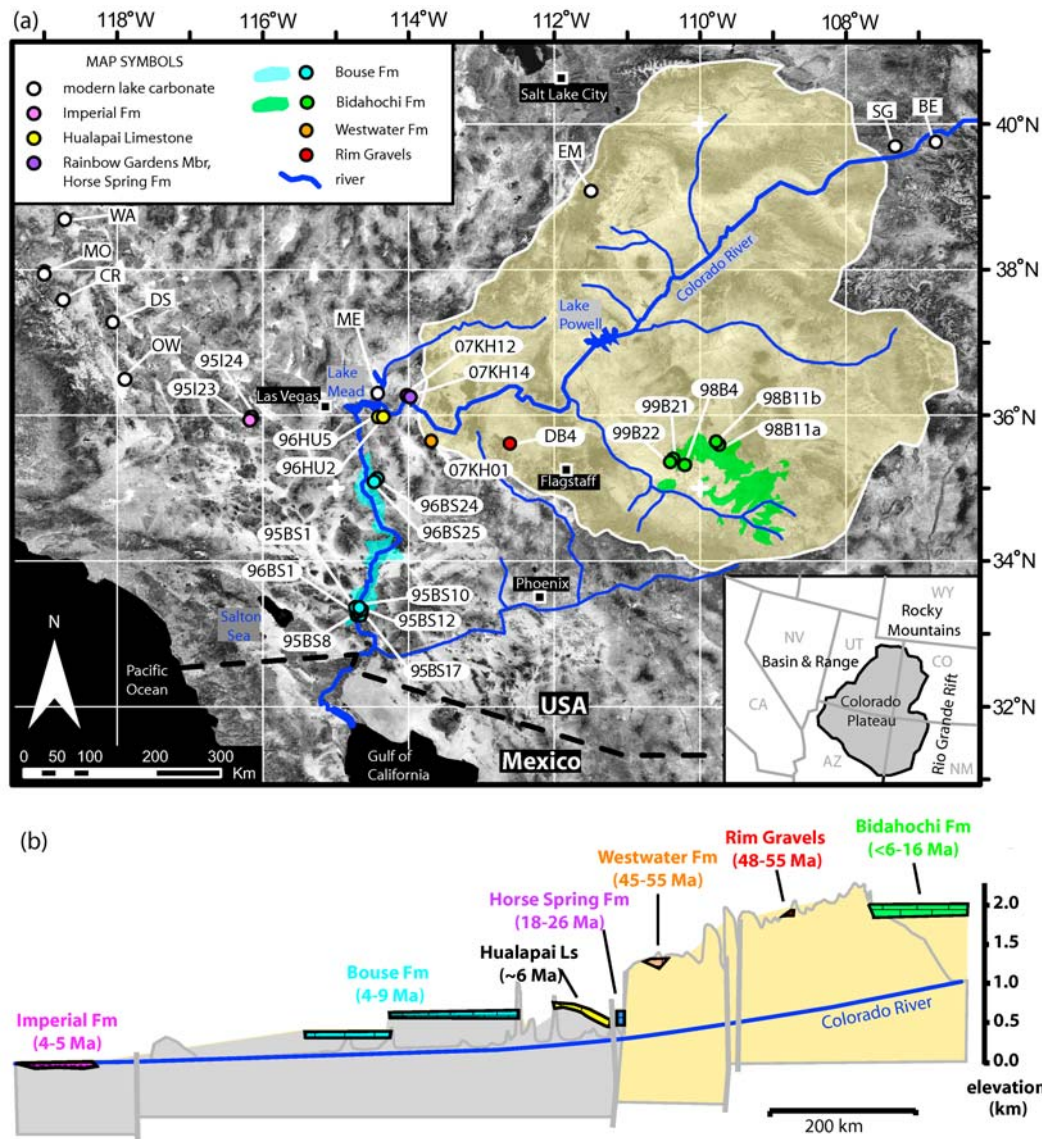 (a)
118°W
116°W
114°W
112°W
110°W
108°W
MAP SYMBOLS
modern lake carbonate
Imperial Fm
Hualapai Limestone
Rainbow Gardens Mbr,
Horse Spring Fm
Bouse Fm
Bidahochi Fm
Westwater Fm
Rim Gravels
river
Salt Lake City
EM
SG
BE
40°N
WA
MO
CR
DS
OW
38°N
Colorado River
Lake
Powell
ME
95I24
95I23
Las Vegas
Lake
Mead
07KH12
07KH14
36°N
96HU5
96HU2
07KH01
DB4
Flagstaff
99B21
99B22
98B4
98B11b
98B11a
96BS24
96BS25
95BS1
96BS1
34°N
Phoenix
95BS10
95BS12
95BS8
95BS17
Salton
Sea
N
Pacific
Ocean
USA
Mexico
32°N
Gulf of
California
0 50 100 200 300
Km
WY
Rocky
Mountains
NV
UT
CO
Basin & Range
CA
Colorado
Plateau
Rio Grande Rift
AZ
NM
(b)
Bidahochi Fm
(<6-16 Ma)
Rim Gravels
(48-55 Ma)
Westwater Fm
(45-55 Ma)
Horse Spring Fm
(18-26 Ma)
Hualapai Ls
(~6 Ma)
Bouse Fm
(4-9 Ma)
Imperial Fm
(4-5 Ma)
Colorado River
2.0
1.5
1.0
0.5
0.0
elevation
(km)
200 km